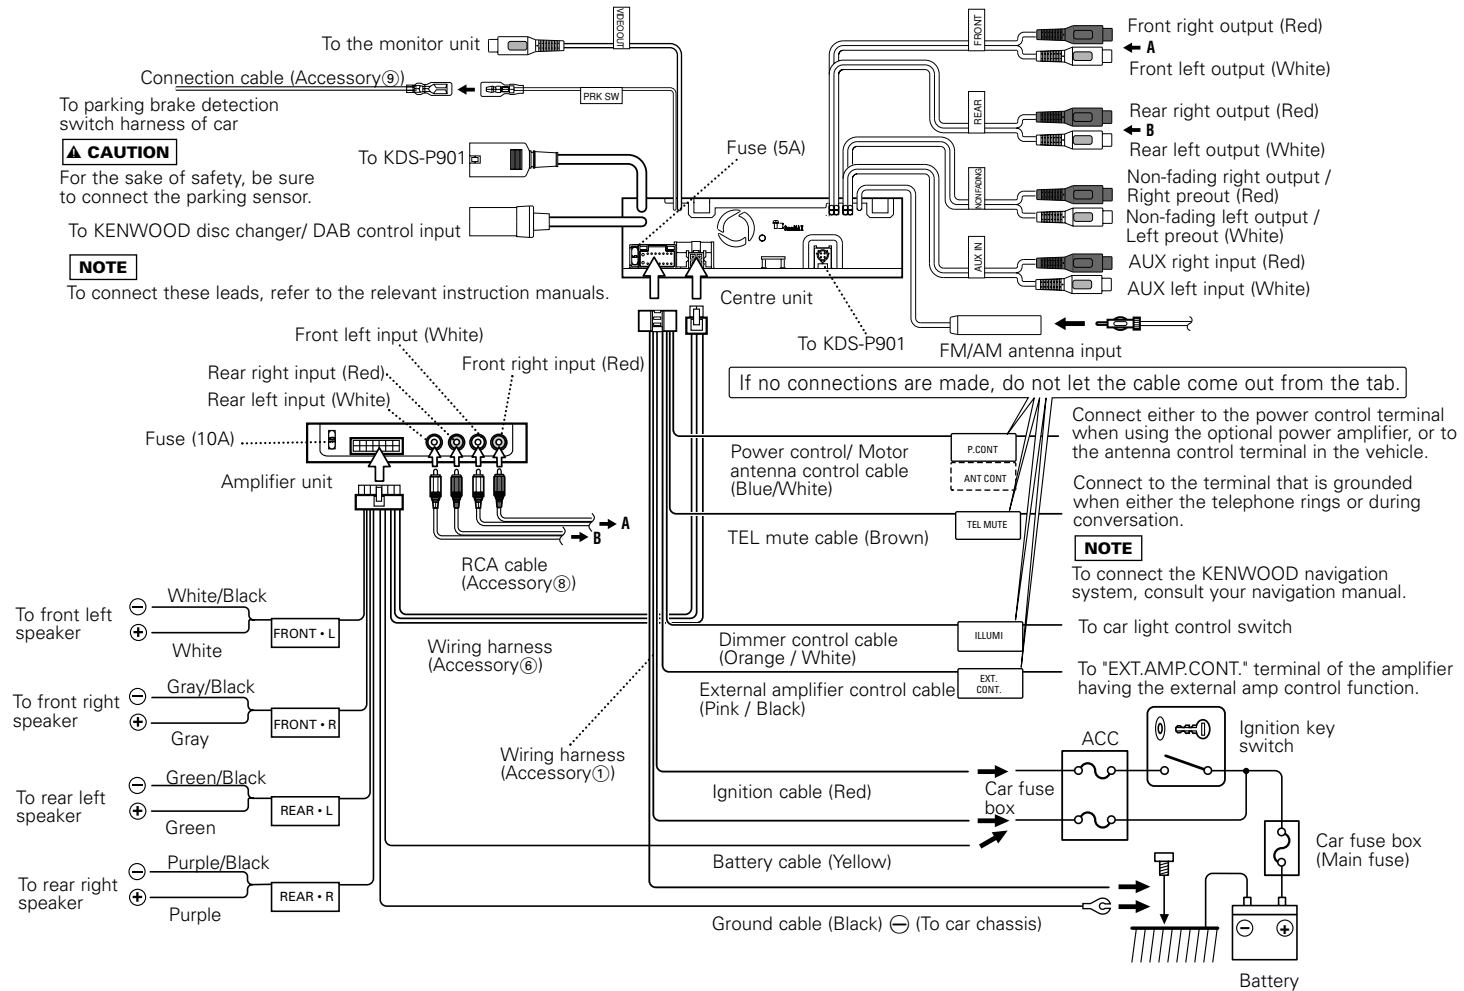 VIDEO OUT
To the monitor unit
Connection cable (Accessory⑨)
PRK SW
To parking brake detection
switch harness of car
⚠ CAUTION
For the sake of safety, be sure
to connect the parking sensor.
To KDS-P901
To KENWOOD disc changer/ DAB control input
NOTE
To connect these leads, refer to the relevant instruction manuals.
Fuse (5A)
Centre unit
To KDS-P901
FRONT
Front right output (Red)
A
Front left output (White)
REAR
Rear right output (Red)
B
Rear left output (White)
NON FADING
Non-fading right output /
Right preout (Red)
Non-fading left output /
Left preout (White)
AUX IN
AUX right input (Red)
AUX left input (White)
FM/AM antenna input
Front left input (White)
Front right input (Red)
Rear right input (Red)
Rear left input (White)
Fuse (10A)
Amplifier unit
A
B
RCA cable
(Accessory⑧)
If no connections are made, do not let the cable come out from the tab.
Power control/ Motor
antenna control cable
(Blue/White)
P.CONT
ANT CONT
Connect either to the power control terminal
when using the optional power amplifier, or to
the antenna control terminal in the vehicle.
TEL mute cable (Brown)
TEL MUTE
Connect to the terminal that is grounded
when either the telephone rings or during
conversation.
NOTE
To connect the KENWOOD navigation
system, consult your navigation manual.
To front left
speaker
⊖
White/Black
⊕
White
FRONT • L
Wiring harness
(Accessory⑥)
Dimmer control cable
(Orange / White)
ILLUMI
To car light control switch
To front right
speaker
⊖
Gray/Black
⊕
Gray
FRONT • R
External amplifier control cable
(Pink / Black)
EXT.
CONT.
To "EXT.AMP.CONT." terminal of the amplifier
having the external amp control function.
Wiring harness
(Accessory①)
ACC
Ignition key
switch
To rear left
speaker
⊖
Green/Black
⊕
Green
REAR • L
Ignition cable (Red)
Car fuse
box
Battery cable (Yellow)
Car fuse box
(Main fuse)
To rear right
speaker
⊖
Purple/Black
⊕
Purple
REAR • R
Ground cable (Black) ⊖ (To car chassis)
⊖ ⊕
Battery